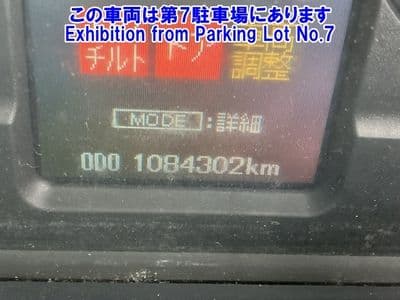 この車両は第7駐車場にあります
Exhibition from Parking Lot No.7
チルト
調整
MODE :詳細
ODO 1084302km